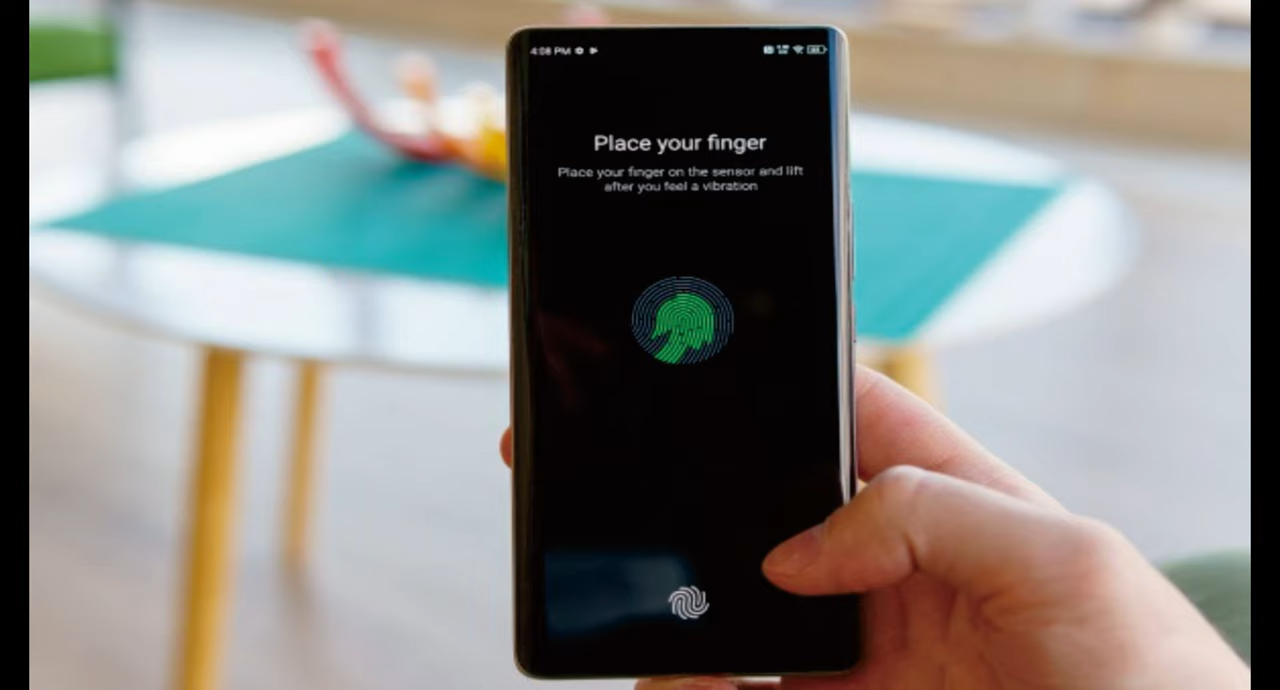 4:08 PM
Place your finger
Place your finger on the sensor and lift
after you feel a vibration